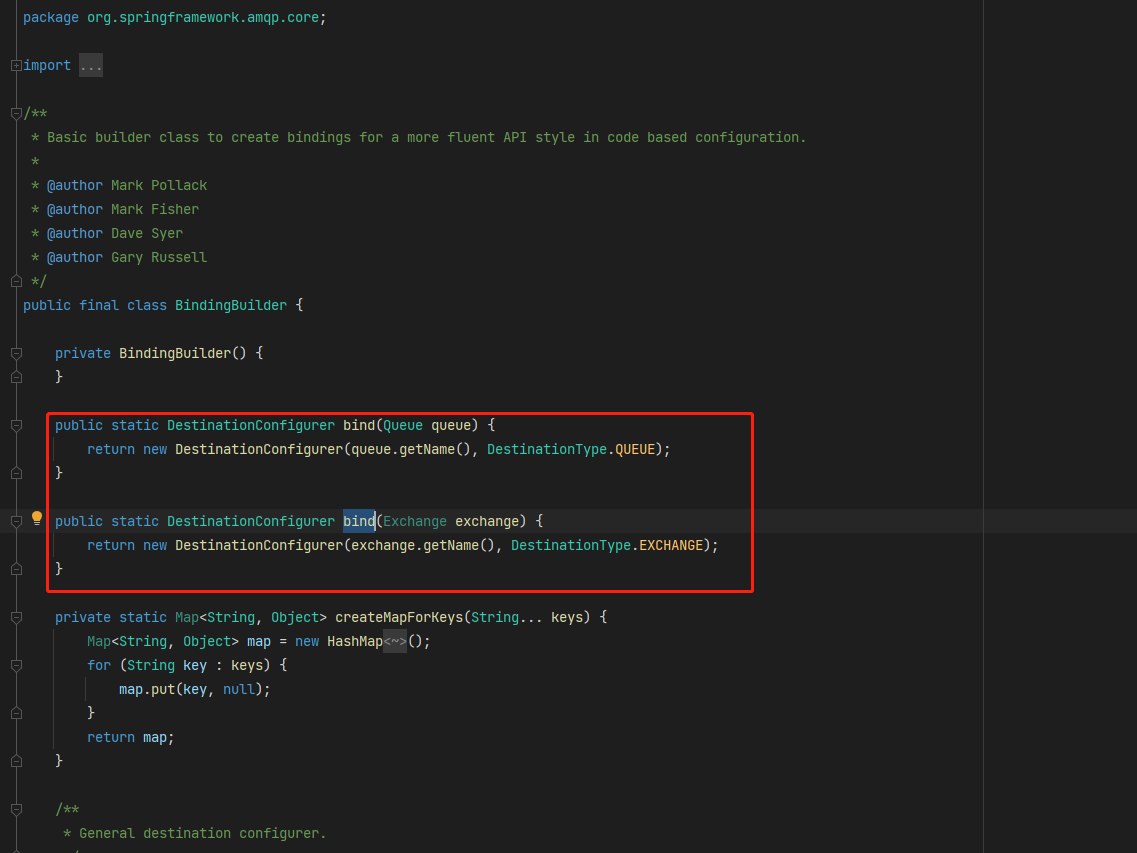 package org.springframework.amqp.core;
import ...
/**
* Basic builder class to create bindings for a more fluent API style in code based configuration.
*
* @author Mark Pollack
* @author Mark Fisher
* @author Dave Syer
* @author Gary Russell
*/
public final class BindingBuilder {
private BindingBuilder() {
}
public static DestinationConfigurer bind(Queue queue) {
return new DestinationConfigurer(queue.getName(), DestinationType.QUEUE);
}
public static DestinationConfigurer bind(Exchange exchange) {
return new DestinationConfigurer(exchange.getName(), DestinationType.EXCHANGE);
}
private static Map<String, Object> createMapForKeys(String... keys) {
Map<String, Object> map = new HashMap<~>();
for (String key : keys) {
map.put(key, null);
}
return map;
}
/**
* General destination configurer.